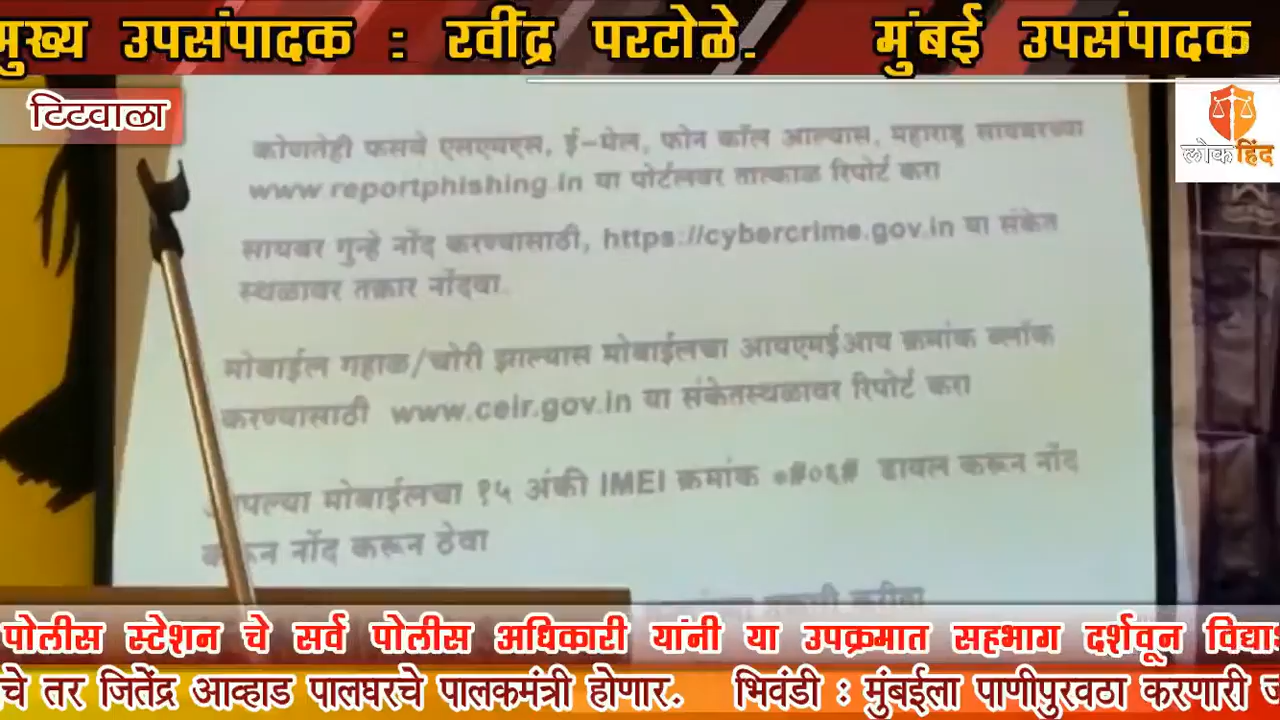 मुख्य उपसंपादक : रवींद्र परटोळे. मुंबई उपसंपादक
टिटवाळा
लोकहिंद
कोणतेही फसवे एसएमएस, ई-मेल, फोन कॉल आल्यास, महाराष्ट्र सायबरच्या
www.reportphishing.in या पोर्टलवर तात्काळ रिपोर्ट करा
सायबर गुन्हे नोंद करण्यासाठी, https://cybercrime.gov.in या संकेत
स्थळावर तक्रार नोंदवा.
मोबाईल गहाळ/चोरी झाल्यास मोबाईलचा आयएमईआय क्रमांक ब्लॉक
करण्यासाठी www.ceir.gov.in या संकेतस्थळावर रिपोर्ट करा
आपल्या मोबाईलचा १५ अंकी IMEI क्रमांक *#०६# डायल करून नोंद
करून नोंद करून ठेवा
पोलीस स्टेशन चे सर्व पोलीस अधिकारी यांनी या उपक्रमात सहभाग दर्शवून
चे तर जितेंद्र आव्हाड पालघरचे पालकमंत्री होणार. भिवंडी : मुंबईला पाणीपुरवठा करणारी